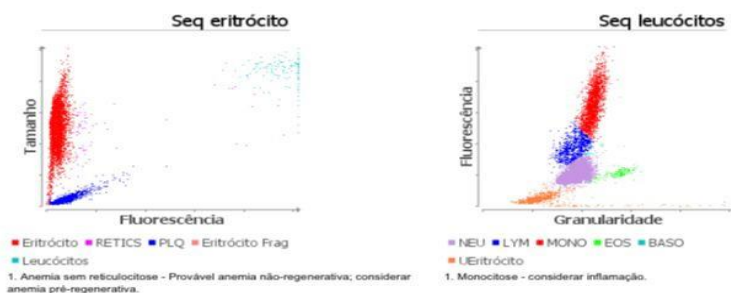 Seq eritrócito
Tamanho
Fluorescência
Eritrócito RETICS PLQ Eritrócito Frag
Leucócitos
1. Anemia sem reticulocitose - Provável anemia não-regenerativa; considerar
anemia pré-regenerativa.
Seq leucócitos
Fluorescência
Granularidade
NEU LYM MONO EOS BASO
UEritrócito
1. Monocitose - considerar inflamação.